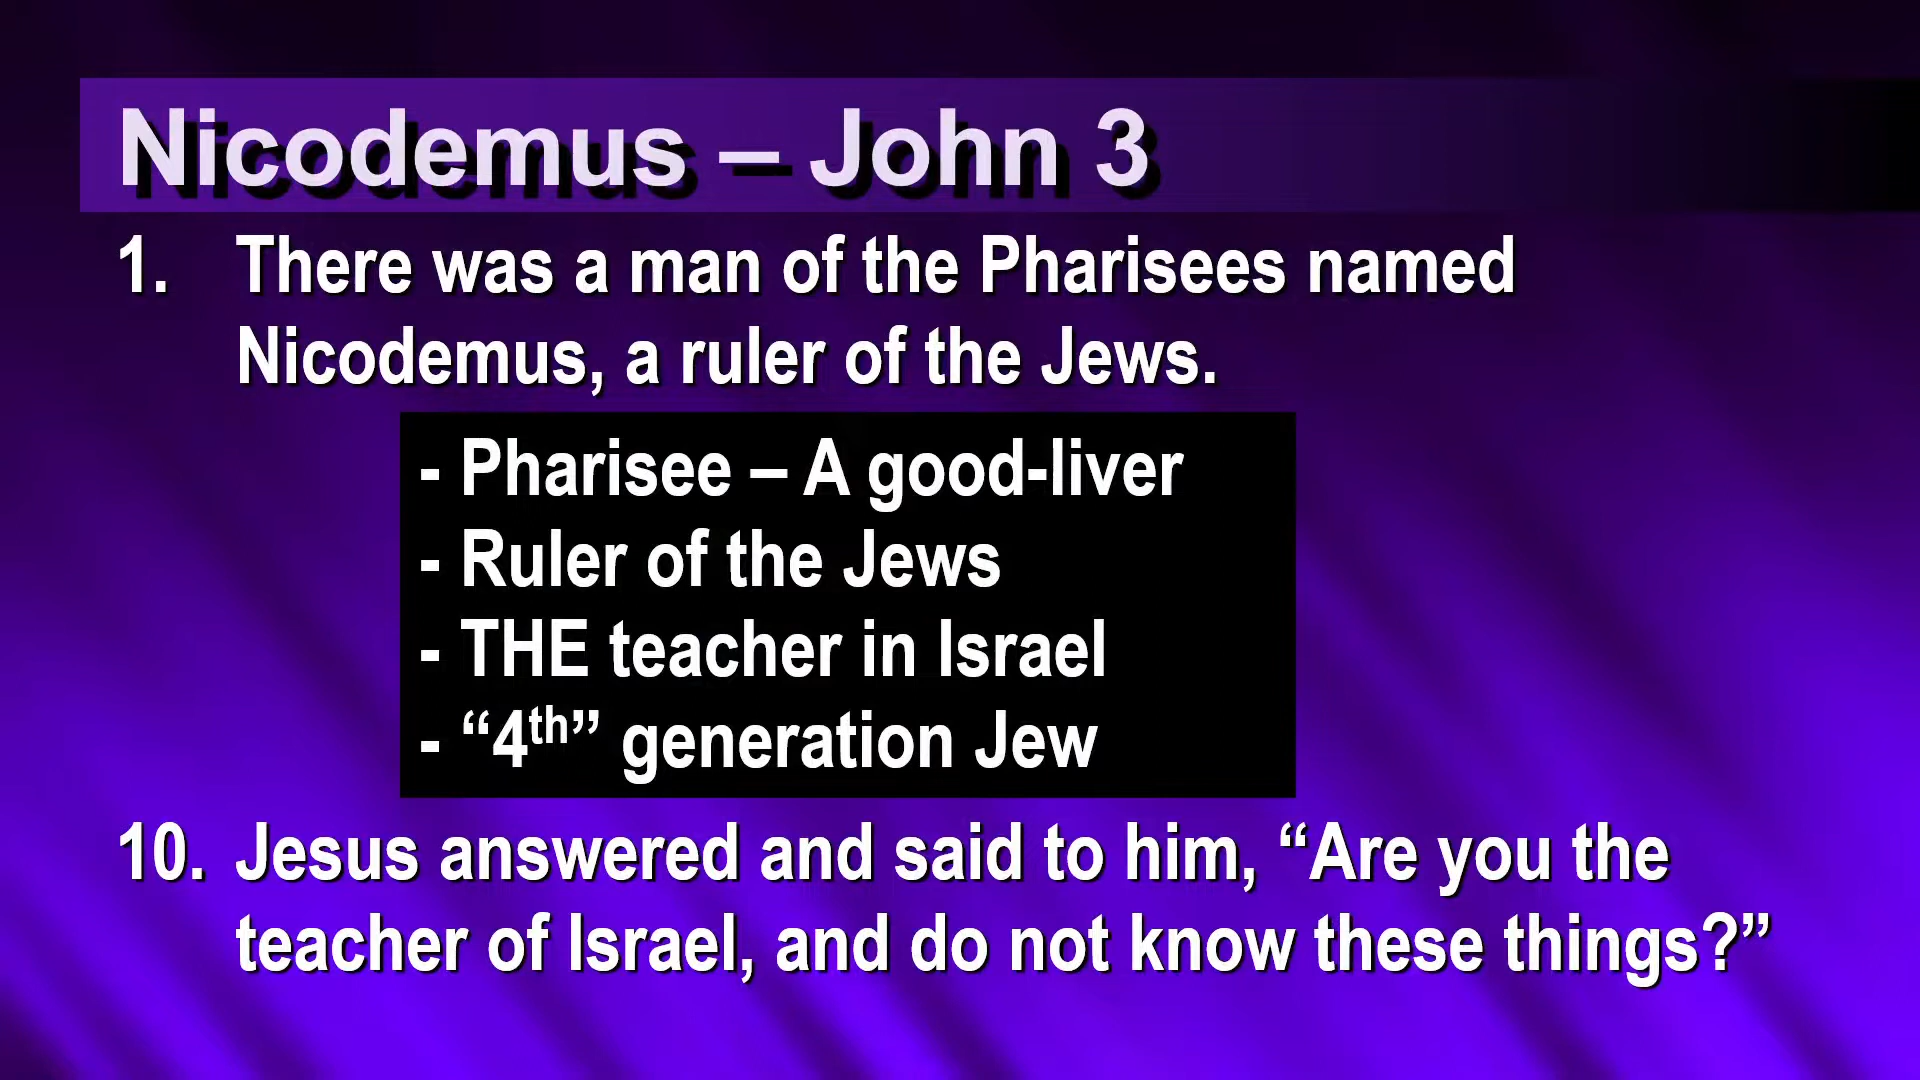 Nicodemus – John 3
1. There was a man of the Pharisees named
Nicodemus, a ruler of the Jews.
- Pharisee – A good-liver
- Ruler of the Jews
- THE teacher in Israel
- “4th” generation Jew
10. Jesus answered and said to him, “Are you the
teacher of Israel, and do not know these things?”